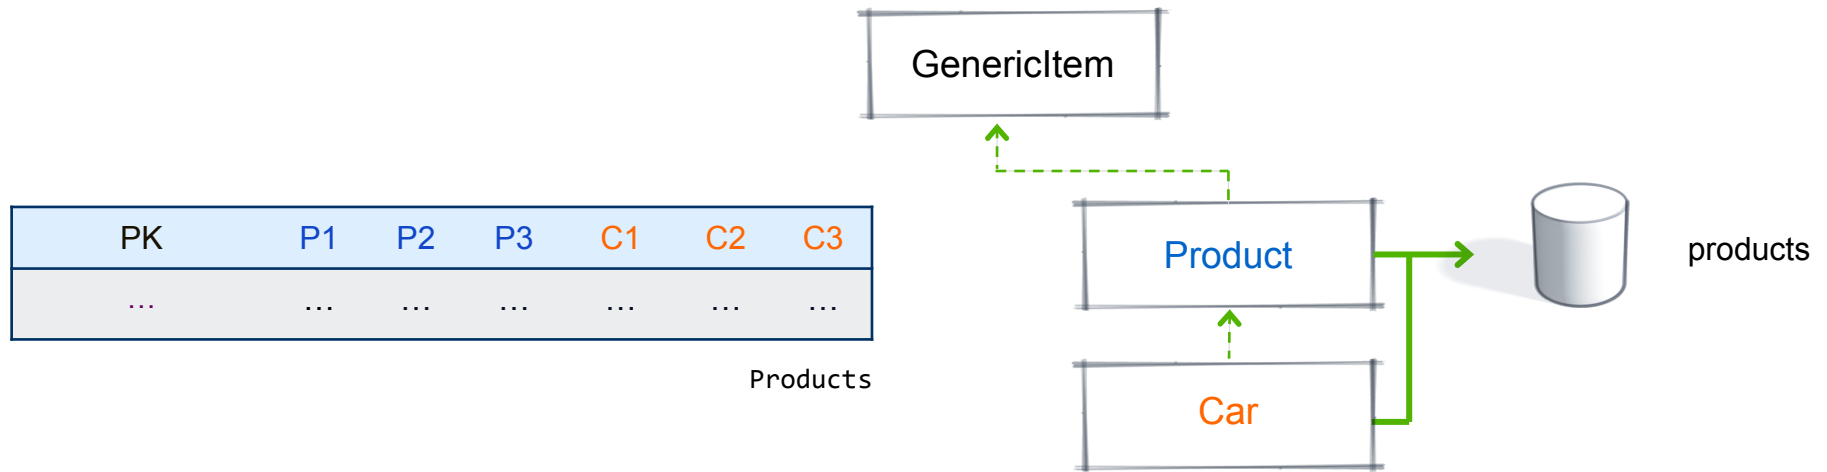 GenericItem
PK P1 P2 P3 C1 C2 C3
... ... ... ... ... ... ...
Products
Product
products
Car